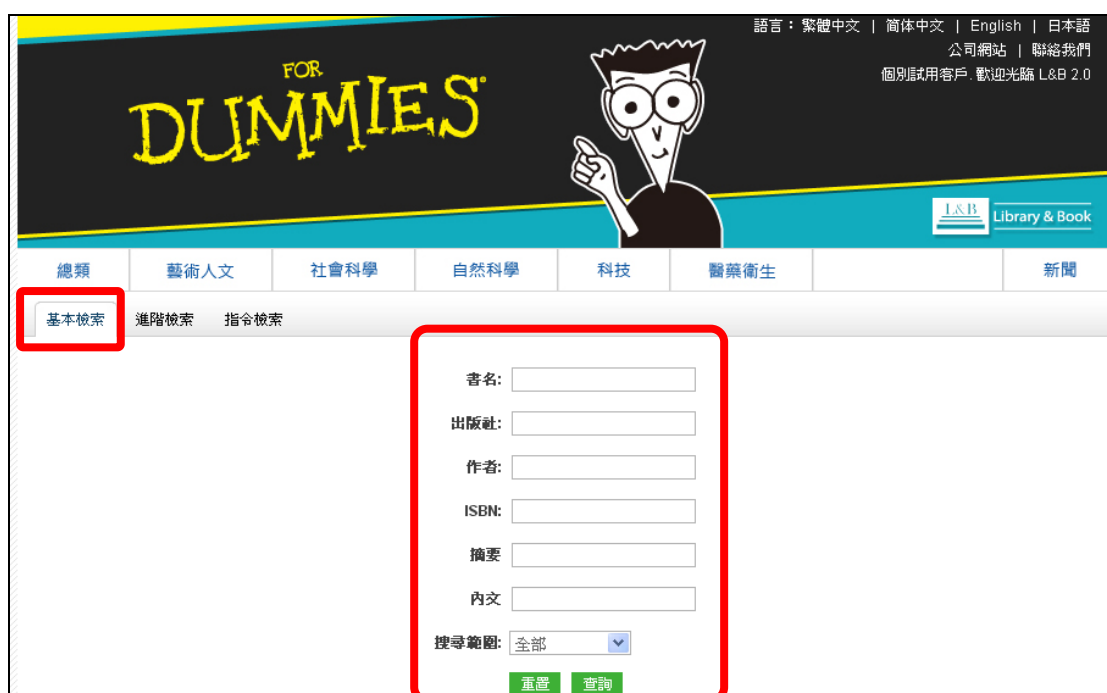 語言：繁體中文 | 简体中文 | English | 日本語
公司網站 | 聯絡我們
個別試用客戶. 歡迎光臨 L&B 2.0
FOR
DUMMIES®
L&B Library & Book
總類 藝術人文 社會科學 自然科學 科技 醫藥衛生 新聞
基本檢索 進階檢索 指令檢索
書名:
出版社:
作者:
ISBN:
摘要
內文
搜尋範圍: 全部
重置 查詢